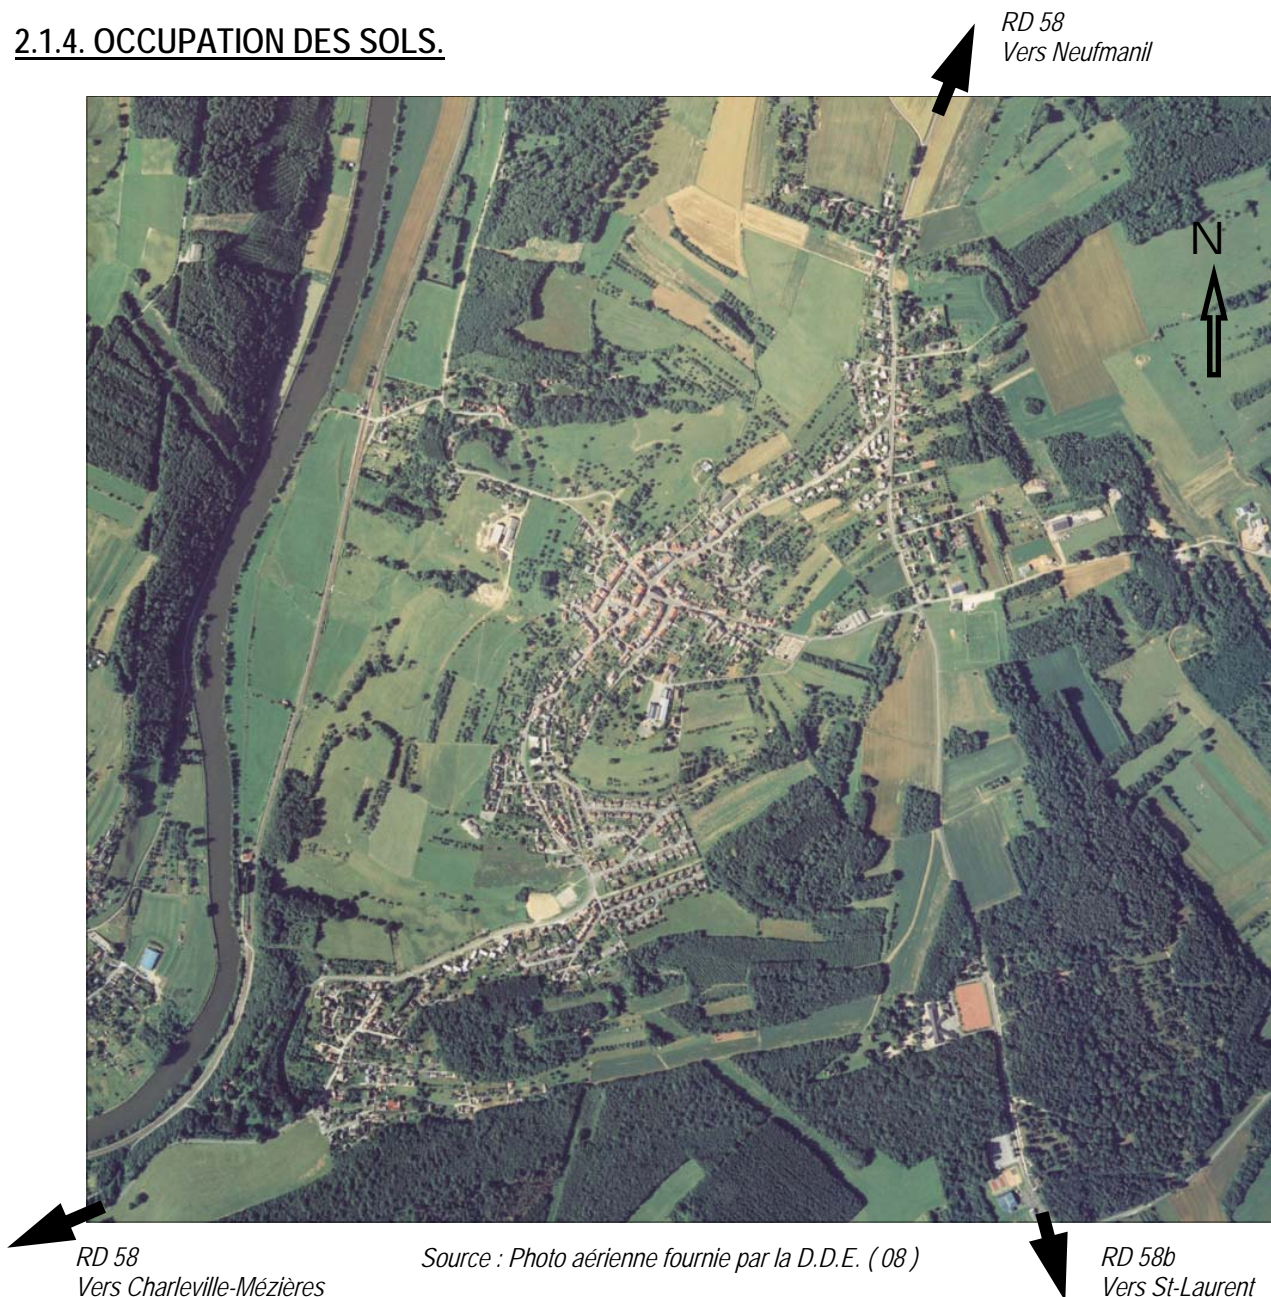 2.1.4. OCCUPATION DES SOLS.
RD 58
Vers Neufmanil
N
RD 58
Vers Charleville-Mézières
Source : Photo aérienne fournie par la D.D.E. ( 08 )
RD 58b
Vers St-Laurent